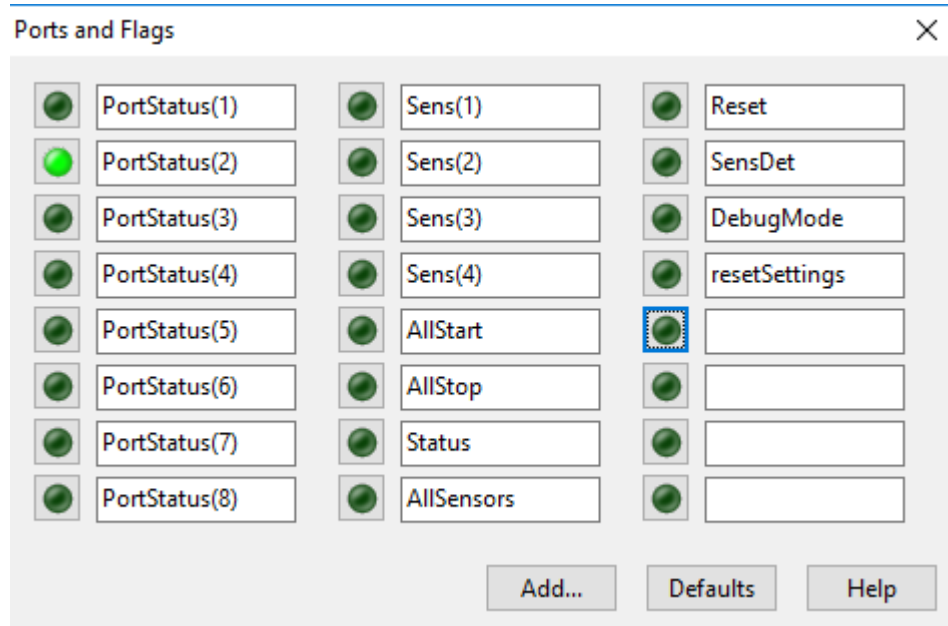 Ports and Flags
PortStatus(1) Sens(1) Reset
PortStatus(2) Sens(2) SensDet
PortStatus(3) Sens(3) DebugMode
PortStatus(4) Sens(4) resetSettings
PortStatus(5) AllStart
PortStatus(6) AllStop
PortStatus(7) Status
PortStatus(8) AllSensors
Add... Defaults Help